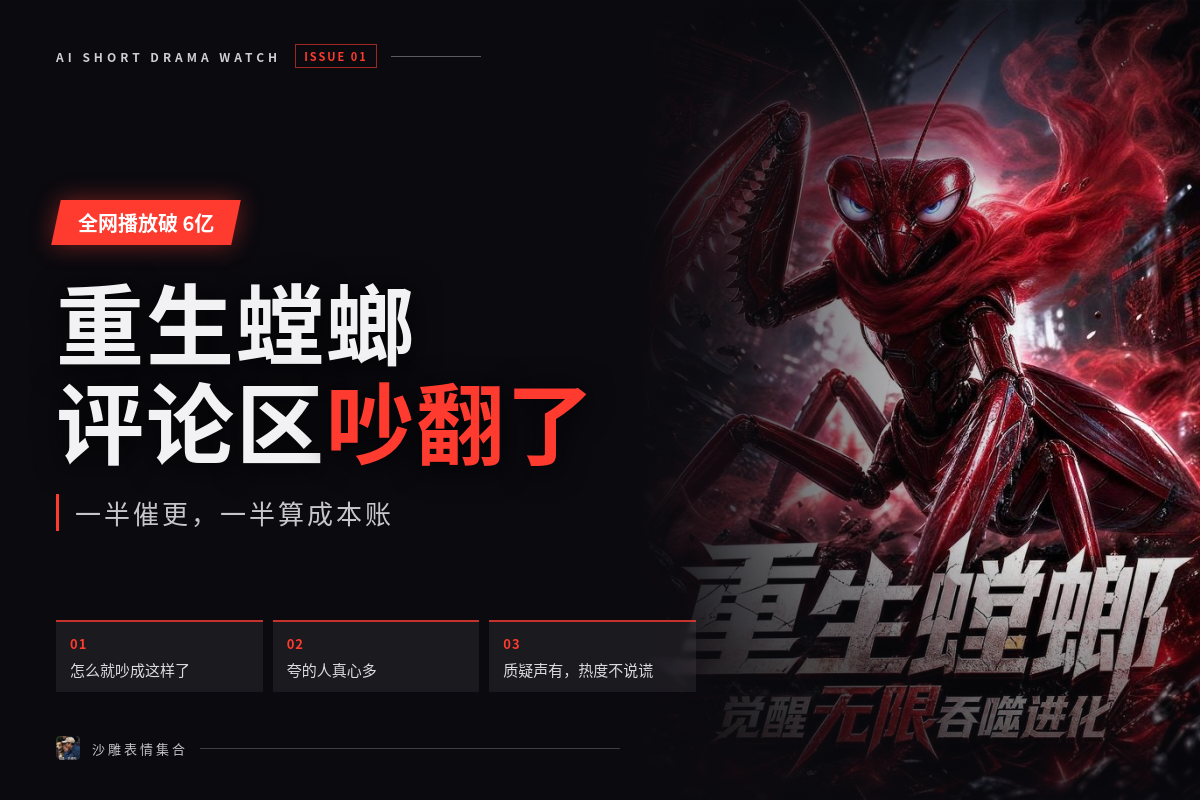 AI SHORT DRAMA WATCH ISSUE 01
全网播放破 6亿
重生螳螂
评论区吵翻了
一半催更，一半算成本账
01
怎么就吵成这样了
02
夸的人真心多
03
质疑声有，热度不说谎
重生螳螂
觉醒无限吞噬进化
沙雕表情集合